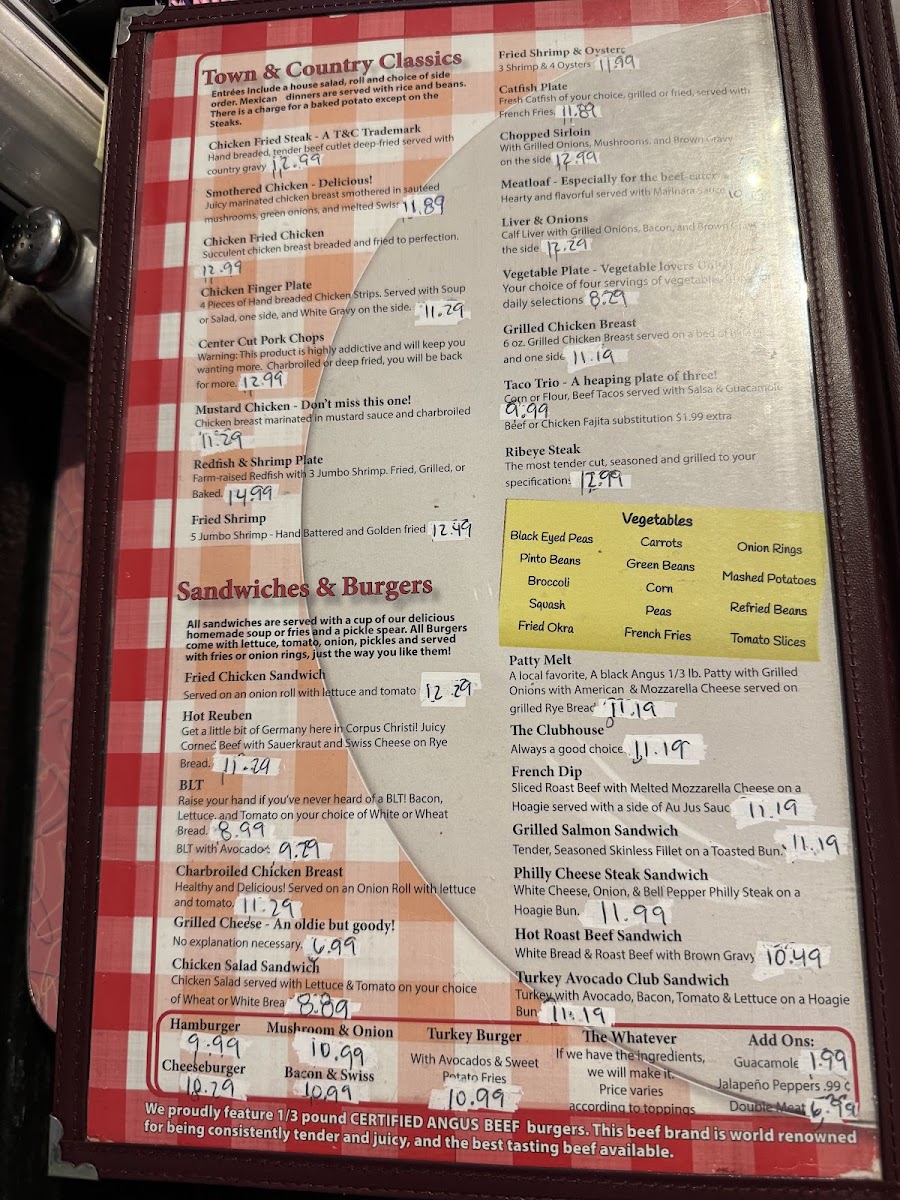 Town & Country Classics
Entrées include a house salad, roll and choice of side
order. Mexican dinners are served with rice and beans.
There is a charge for a baked potato except on the
Steaks.
Chicken Fried Steak - A T&C Trademark
Hand breaded, tender beef cutlet deep-fried served with
country gravy 12.99
Smothered Chicken - Delicious!
Juicy marinated chicken breast smothered in sautéed
mushrooms, green onions, and melted Swiss 11.89
Chicken Fried Chicken
Succulent chicken breast breaded and fried to perfection.
12.99
Chicken Finger Plate
4 Pieces of Hand breaded Chicken Strips. Served with Soup
or Salad, one side, and White Gravy on the side. 11.29
Center Cut Pork Chops
Warning: This product is highly addictive and will keep you
wanting more. Charbroiled or deep fried, you will be back
for more. 12.99
Mustard Chicken - Don't miss this one!
Chicken breast marinated in mustard sauce and charbroiled
11.29
Redfish & Shrimp Plate
Farm-raised Redfish with 3 Jumbo Shrimp. Fried, Grilled, or
Baked. 14.99
Fried Shrimp
5 Jumbo Shrimp - Hand Battered and Golden fried 12.49
Fried Shrimp & Oysters
3 Shrimp & 4 Oysters 11.99
Catfish Plate
Fresh Catfish of your choice, grilled or fried, served with
French Fries. 11.89
Chopped Sirloin
With Grilled Onions, Mushrooms, and Brown Gravy
on the side 12.99
Meatloaf - Especially for the beef-eater
Hearty and flavorful served with Marinara Sauce 10
Liver & Onions
Calf Liver with Grilled Onions, Bacon, and Brown
the side 12.29
Vegetable Plate - Vegetable lovers
Your choice of four servings of vegetables
daily selections 8.29
Grilled Chicken Breast
6 oz. Grilled Chicken Breast served on a bed of
and one side 11.19
Taco Trio - A heaping plate of three!
Corn or Flour, Beef Tacos served with Salsa & Guacamole
9.99
Beef or Chicken Fajita substitution $1.99 extra
Ribeye Steak
The most tender cut, seasoned and grilled to your
specifications 12.99
Vegetables
Black Eyed Peas
Pinto Beans
Broccoli
Squash
Fried Okra
Carrots
Green Beans
Corn
Peas
French Fries
Onion Rings
Mashed Potatoes
Refried Beans
Tomato Slices
Sandwiches & Burgers
All sandwiches are served with a cup of our delicious
homemade soup or fries and a pickle spear. All Burgers
come with lettuce, tomato, onion, pickles and served
with fries or onion rings, just the way you like them!
Fried Chicken Sandwich
Served on an onion roll with lettuce and tomato 12.29
Hot Reuben
Get a little bit of Germany here in Corpus Christi! Juicy
Corned Beef with Sauerkraut and Swiss Cheese on Rye
Bread. 11.29
BLT
Raise your hand if you've never heard of a BLT! Bacon,
Lettuce, and Tomato on your choice of White or Wheat
Bread. 8.99
BLT with Avocado 9.29
Charbroiled Chicken Breast
Healthy and Delicious! Served on an Onion Roll with lettuce
and tomato. 11.29
Grilled Cheese - An oldie but goody!
No explanation necessary. 6.99
Chicken Salad Sandwich
Chicken Salad served with Lettuce & Tomato on your choice
of Wheat or White Brea 8.89
Patty Melt
A local favorite, A black Angus 1/3 lb. Patty with Grilled
Onions with American & Mozzarella Cheese served on
grilled Rye Bread 11.19
The Clubhouse
Always a good choice. 11.19
French Dip
Sliced Roast Beef with Melted Mozzarella Cheese on a
Hoagie served with a side of Au Jus Sauc 11.19
Grilled Salmon Sandwich
Tender, Seasoned Skinless Fillet on a Toasted Bun. 11.19
Philly Cheese Steak Sandwich
White Cheese, Onion, & Bell Pepper Philly Steak on a
Hoagie Bun. 11.99
Hot Roast Beef Sandwich
White Bread & Roast Beef with Brown Gravy 10.49
Turkey Avocado Club Sandwich
Turkey with Avocado, Bacon, Tomato & Lettuce on a Hoagie
Bun 11.19
Hamburger
9.99
Cheeseburger
10.29
Mushroom & Onion
10.99
Bacon & Swiss
10.99
Turkey Burger
With Avocados & Sweet
Potato Fries
10.99
The Whatever
If we have the ingredients,
we will make it.
Price varies
according to toppings
Add Ons:
Guacamole 1.99
Jalapeño Peppers .99 ¢
Double Meat 6.99
We proudly feature 1/3 pound CERTIFIED ANGUS BEEF burgers. This beef brand is world renowned
for being consistently tender and juicy, and the best tasting beef available.